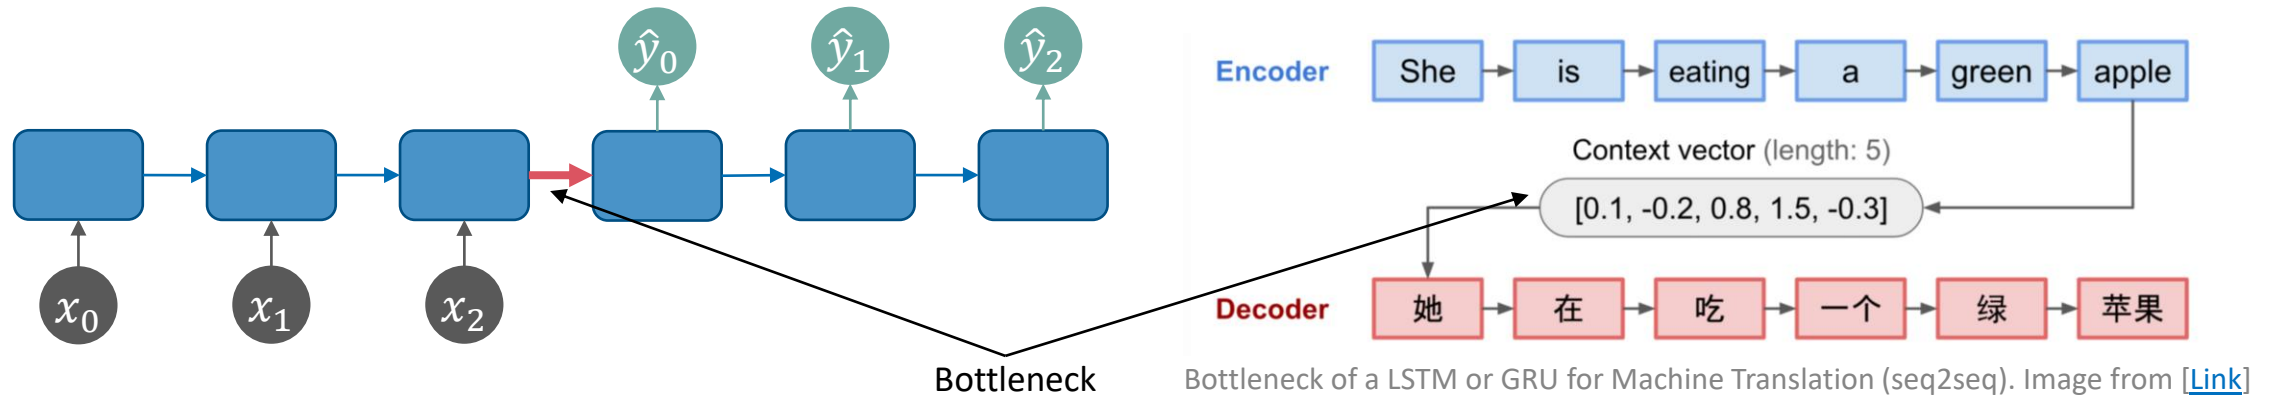 ŷ₀ ŷ₁ ŷ₂
x₀ x₁ x₂
Bottleneck
Encoder She is eating a green apple
Context vector (length: 5)
[0.1, -0.2, 0.8, 1.5, -0.3]
Decoder 她 在 吃 一个 绿 苹果
Bottleneck of a LSTM or GRU for Machine Translation (seq2seq). Image from [Link]